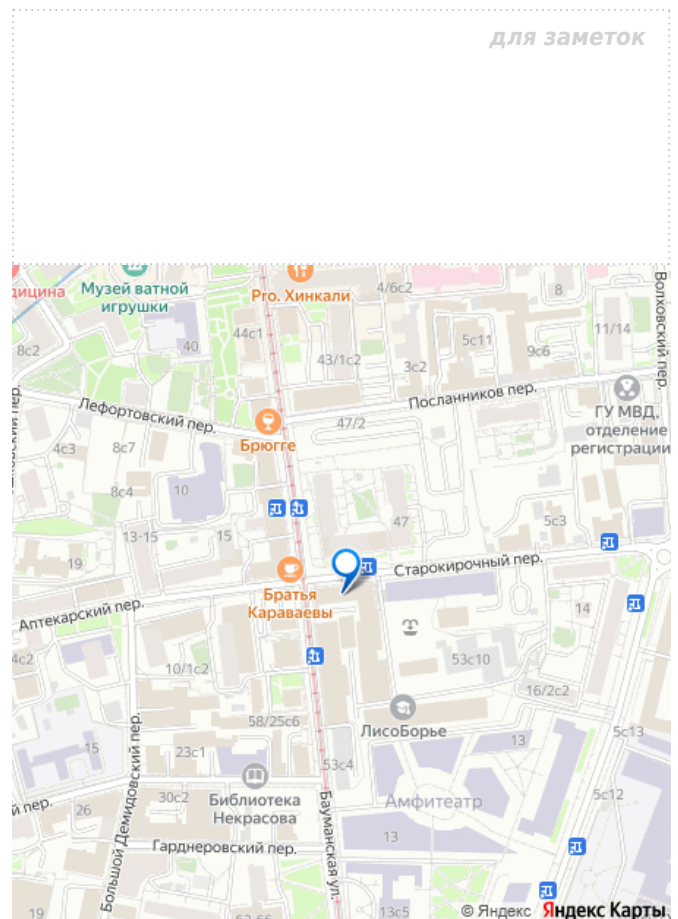 для заметок
дицина
Музей ватной
игрушки
Pro. Хинкали
4/6с2
8
Волховский пер.
44с1
40
8с2
43/1с2
3с2
5с11
9с6
11/14
Посланников пер.
Лефортовский пер.
Брюгге
47/2
ГУ МВД,
отделение
регистрации
4с3
8с7
8с4
10
13-15
15
47
5с3
19
Старокирочный пер.
Братья
Караваевы
Аптекарский пер.
4с2
10/1с2
14
53с10
16/2с2
58/25с6
ЛисоБорье
13
5с13
15
23с1
53с4
Большой Демидовский пер.
й пер.
26
30с2
Библиотека
Некрасова
Бауманская ул.
Амфитеатр
5с12
13
Гарднеровский пер.
19
62-66
13с5
© Яндекс Яндекс Карты